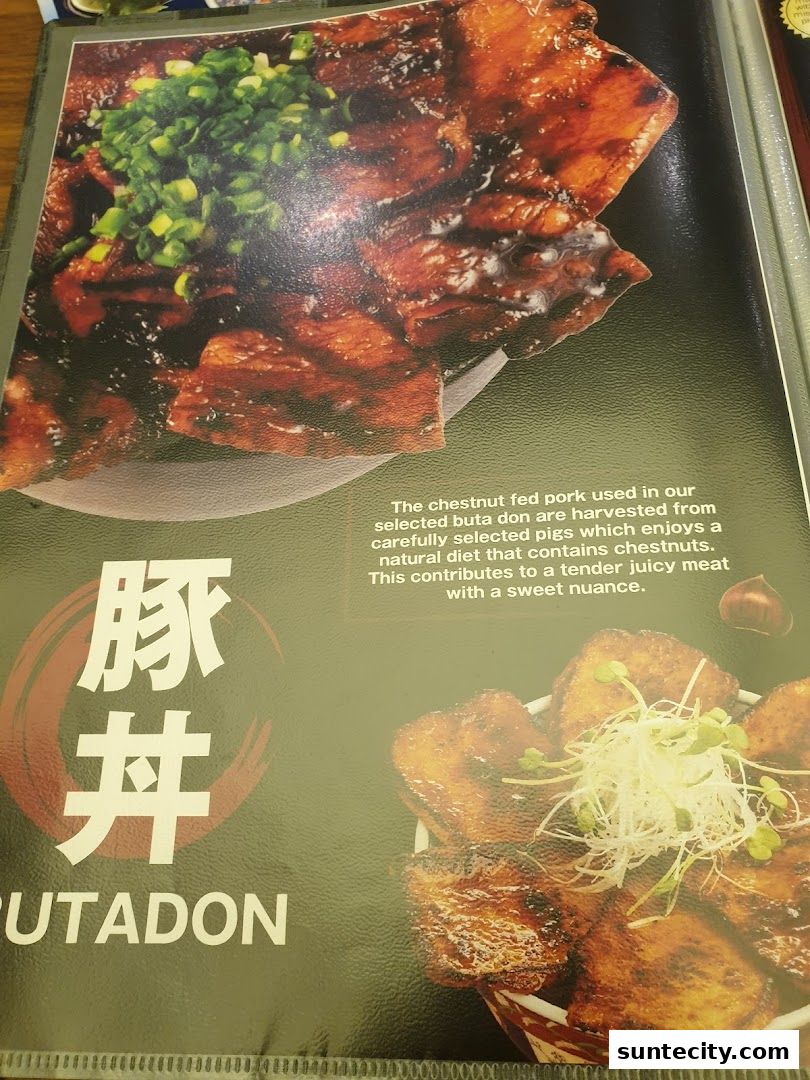 The chestnut fed pork used in our
selected buta don are harvested from
carefully selected pigs which enjoys a
natural diet that contains chestnuts.
This contributes to a tender juicy meat
with a sweet nuance.
豚
丼
BUTADON
suntecity.com